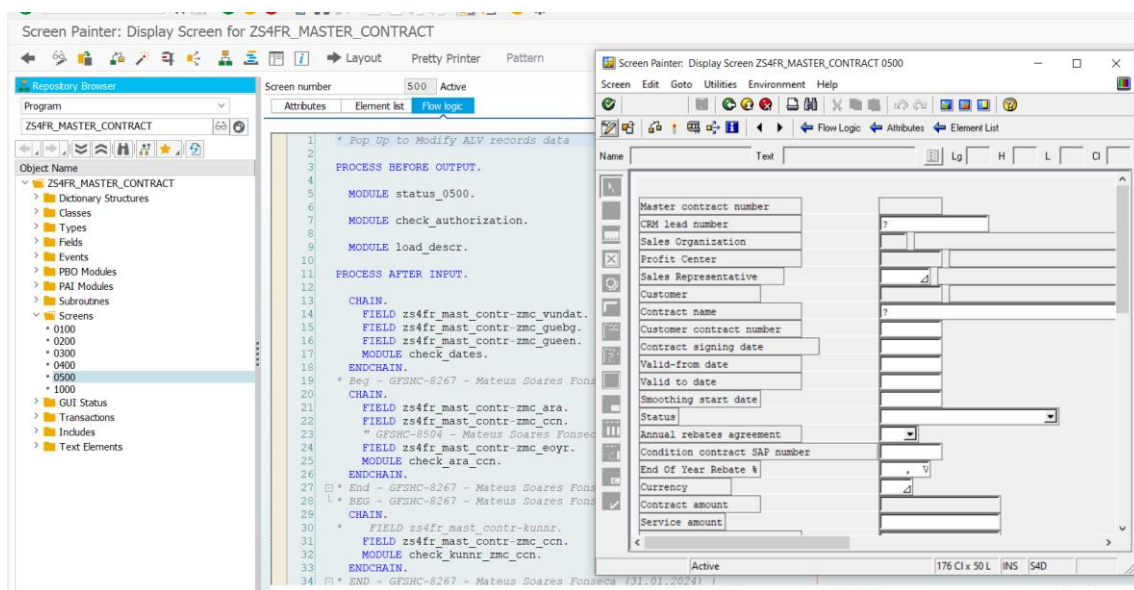 Screen Painter: Display Screen for ZS4FR_MASTER_CONTRACT
Layout Pretty Printer Pattern
Repository Browser
Program
ZS4FR_MASTER_CONTRACT
Object Name
ZS4FR_MASTER_CONTRACT
Dictionary Structures
Classes
Types
Fields
Events
PBO Modules
PAI Modules
Subroutines
Screens
0100
0200
0300
0400
0500
1000
GUI Status
Transactions
Includes
Text Elements
Screen number 500 Active
Attributes Element list Flow logic
1 * Pop Up to Modify ALV records data
2
3 PROCESS BEFORE OUTPUT.
4
5 MODULE status_0500.
6
7 MODULE check_authorization.
8
9 MODULE load_descr.
10
11 PROCESS AFTER INPUT.
12
13 CHAIN.
14 FIELD zs4fr_mast_contr-zmc_vundat.
15 FIELD zs4fr_mast_contr-zmc_guebg.
16 FIELD zs4fr_mast_contr-zmc_gueen.
17 MODULE check_dates.
18 ENDCHAIN.
19 * Beg - GFSHC-8267 - Mateus Soares Fons
20 CHAIN.
21 FIELD zs4fr_mast_contr-zmc_ara.
22 FIELD zs4fr_mast_contr-zmc_ccn.
23 " GFSHC-8504 - Mateus Soares Fonsec
24 FIELD zs4fr_mast_contr-zmc_eoyr.
25 MODULE check_ara_ccn.
26 ENDCHAIN.
27 * End - GFSHC-8267 - Mateus Soares Fons
28 * BEG - GFSHC-8267 - Mateus Soares Fons
29 CHAIN.
30 * FIELD zs4fr_mast_contr-kunnr.
31 FIELD zs4fr_mast_contr-zmc_ccn.
32 MODULE check_kunnr_zmc_ccn.
33 ENDCHAIN.
34 * END - GFSHC-8267 - Mateus Soares Fonseca (31.01.2024) )
Screen Painter: Display Screen ZS4FR_MASTER_CONTRACT 0500
Screen Edit Goto Utilities Environment Help
Flow Logic Attributes Element List
Name Text Lg H L Cl
Master contract number
CRM lead number ?
Sales Organization
Profit Center
Sales Representative
Customer
Contract name ?
Customer contract number
Contract signing date
Valid-from date
Valid to date
Smoothing start date
Status
Annual rebates agreement
Condition contract SAP number
End Of Year Rebate % , V
Currency
Contract amount
Service amount
Active 176 Cl x 50 L INS S4D